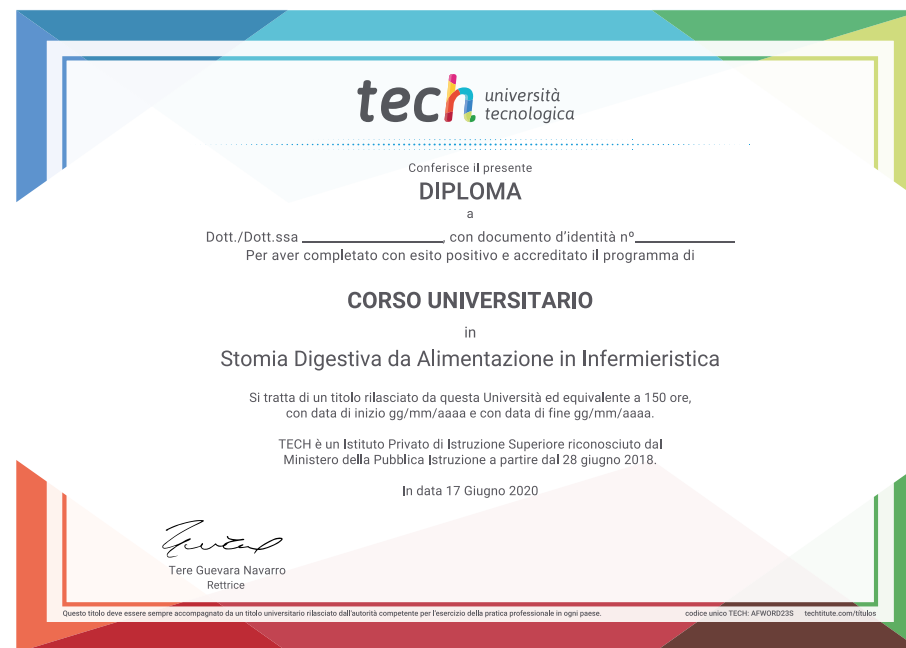 tech università
tecnologica
Conferisce il presente
DIPLOMA
a
Dott./Dott.ssa ________________, con documento d'identità nº____________
Per aver completato con esito positivo e accreditato il programma di
CORSO UNIVERSITARIO
in
Stomia Digestiva da Alimentazione in Infermieristica
Si tratta di un titolo rilasciato da questa Università ed equivalente a 150 ore,
con data di inizio gg/mm/aaaa e con data di fine gg/mm/aaaa.
TECH è un Istituto Privato di Istruzione Superiore riconosciuto dal
Ministero della Pubblica Istruzione a partire dal 28 giugno 2018.
In data 17 Giugno 2020
Tere Guevara Navarro
Rettrice
Questo titolo deve essere sempre accompagnato da un titolo universitario rilasciato dall'autorità competente per l'esercizio della pratica professionale in ogni paese. codice unico TECH: AFWORD23S techtitute.com/títulos